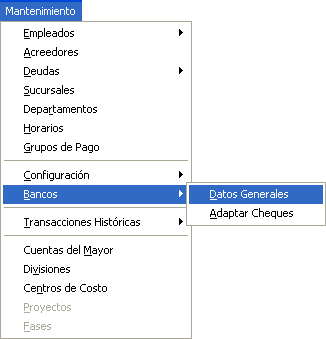 Mantenimiento
Empleados
Acreedores
Deudas
Sucursales
Departamentos
Horarios
Grupos de Pago
Configuración
Bancos
Datos Generales
Adaptar Cheques
Transacciones Históricas
Cuentas del Mayor
Divisiones
Centros de Costo
Proyectos
Fases